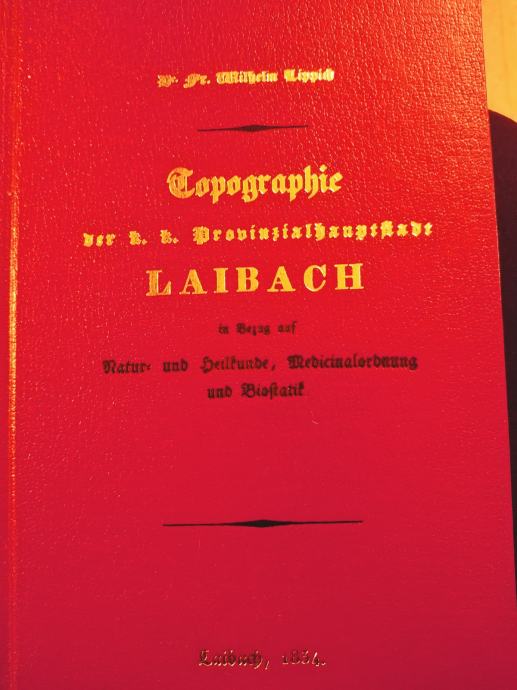 Dr. Fr. Wilhelm Lippich
Topographie
der k. k. Provinzialhauptstadt
LAIBACH
in Bezug auf
Natur- und Heilkunde, Medicinalordnung
und Biostatik.
Laibach, 1834.